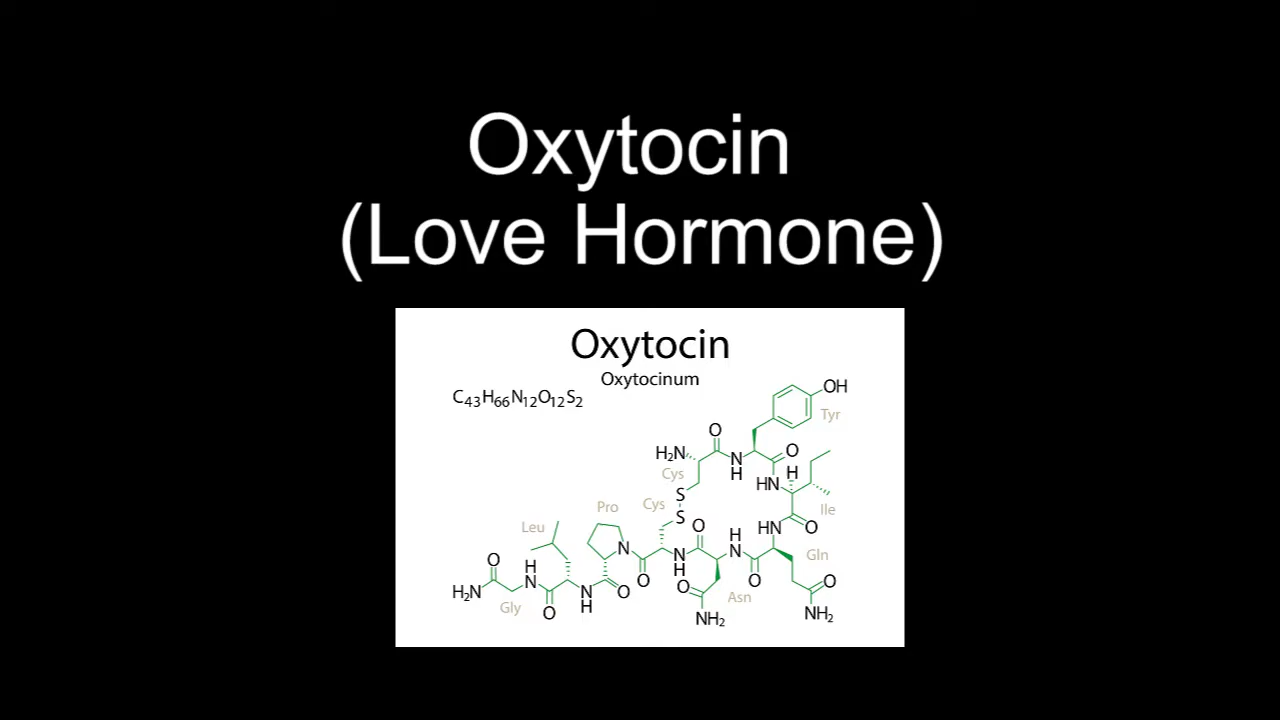 Oxytocin
(Love Hormone)
Oxytocin
Oxytocinum
C43H66N12O12S2
OH
Tyr
O
H2N
N
H
O
Cys
HN
H
S
Cys
Ile
S
Pro
O
HN
O
Leu
H
N
Gln
N
N
H
O
O
O
H
N
O
O
O
H2N
N
H
O
Asn
Gly
O
NH2
NH2